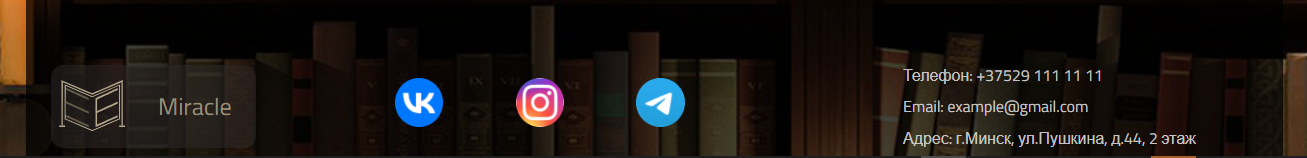 Miracle
Телефон: +37529 111 11 11
Email: example@gmail.com
Адрес: г.Минск, ул.Пушкина, д.44, 2 этаж